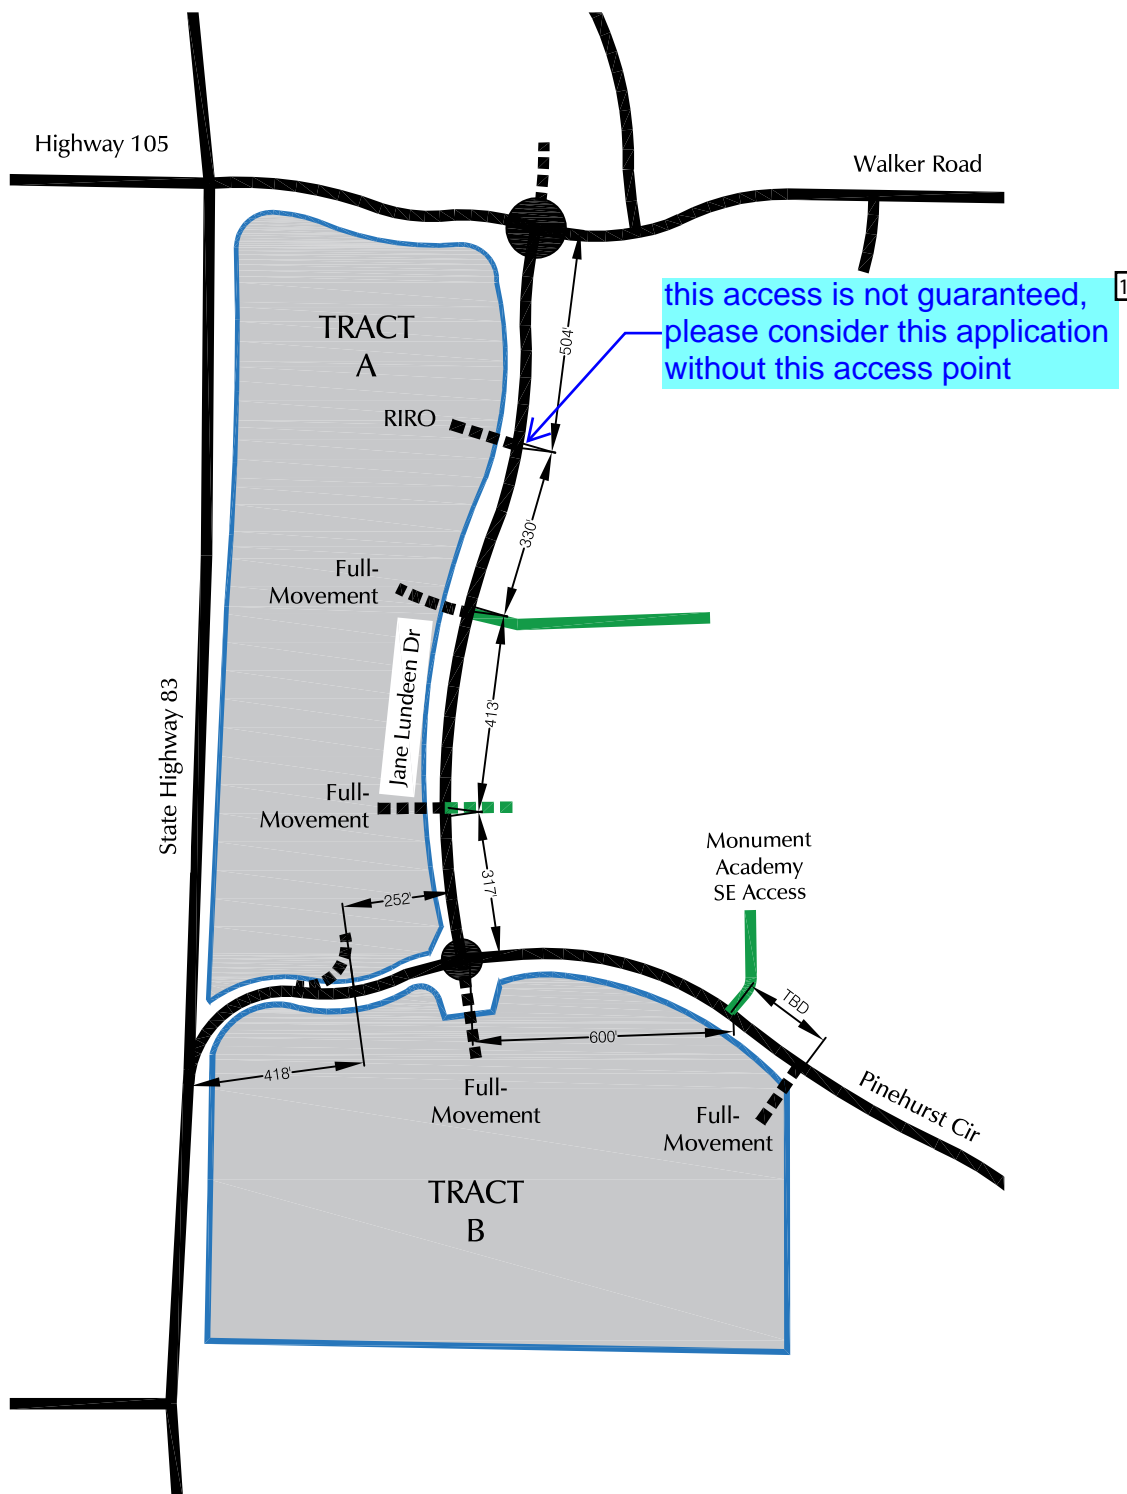 Highway 105
Walker Road
this access is not guaranteed,
please consider this application
without this access point
1
TRACT
A
504'
RIRO
330'
Full-
Movement
Jane Lundeen Dr
413'
State Highway 83
Full-
Movement
Monument
Academy
SE Access
317'
252'
TBD
600'
418'
Full-
Movement
Pinehurst Cir
Full-
Movement
TRACT
B